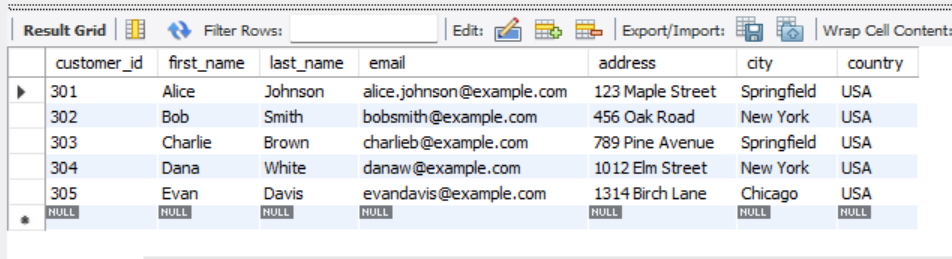 Result Grid Filter Rows: Edit: Export/Import: Wrap Cell Content:
customer_id first_name last_name email address city country
301 Alice Johnson alice.johnson@example.com 123 Maple Street Springfield USA
302 Bob Smith bobsmith@example.com 456 Oak Road New York USA
303 Charlie Brown charlieb@example.com 789 Pine Avenue Springfield USA
304 Dana White danaw@example.com 1012 Elm Street New York USA
305 Evan Davis evandavis@example.com 1314 Birch Lane Chicago USA
NULL NULL NULL NULL NULL NULL NULL